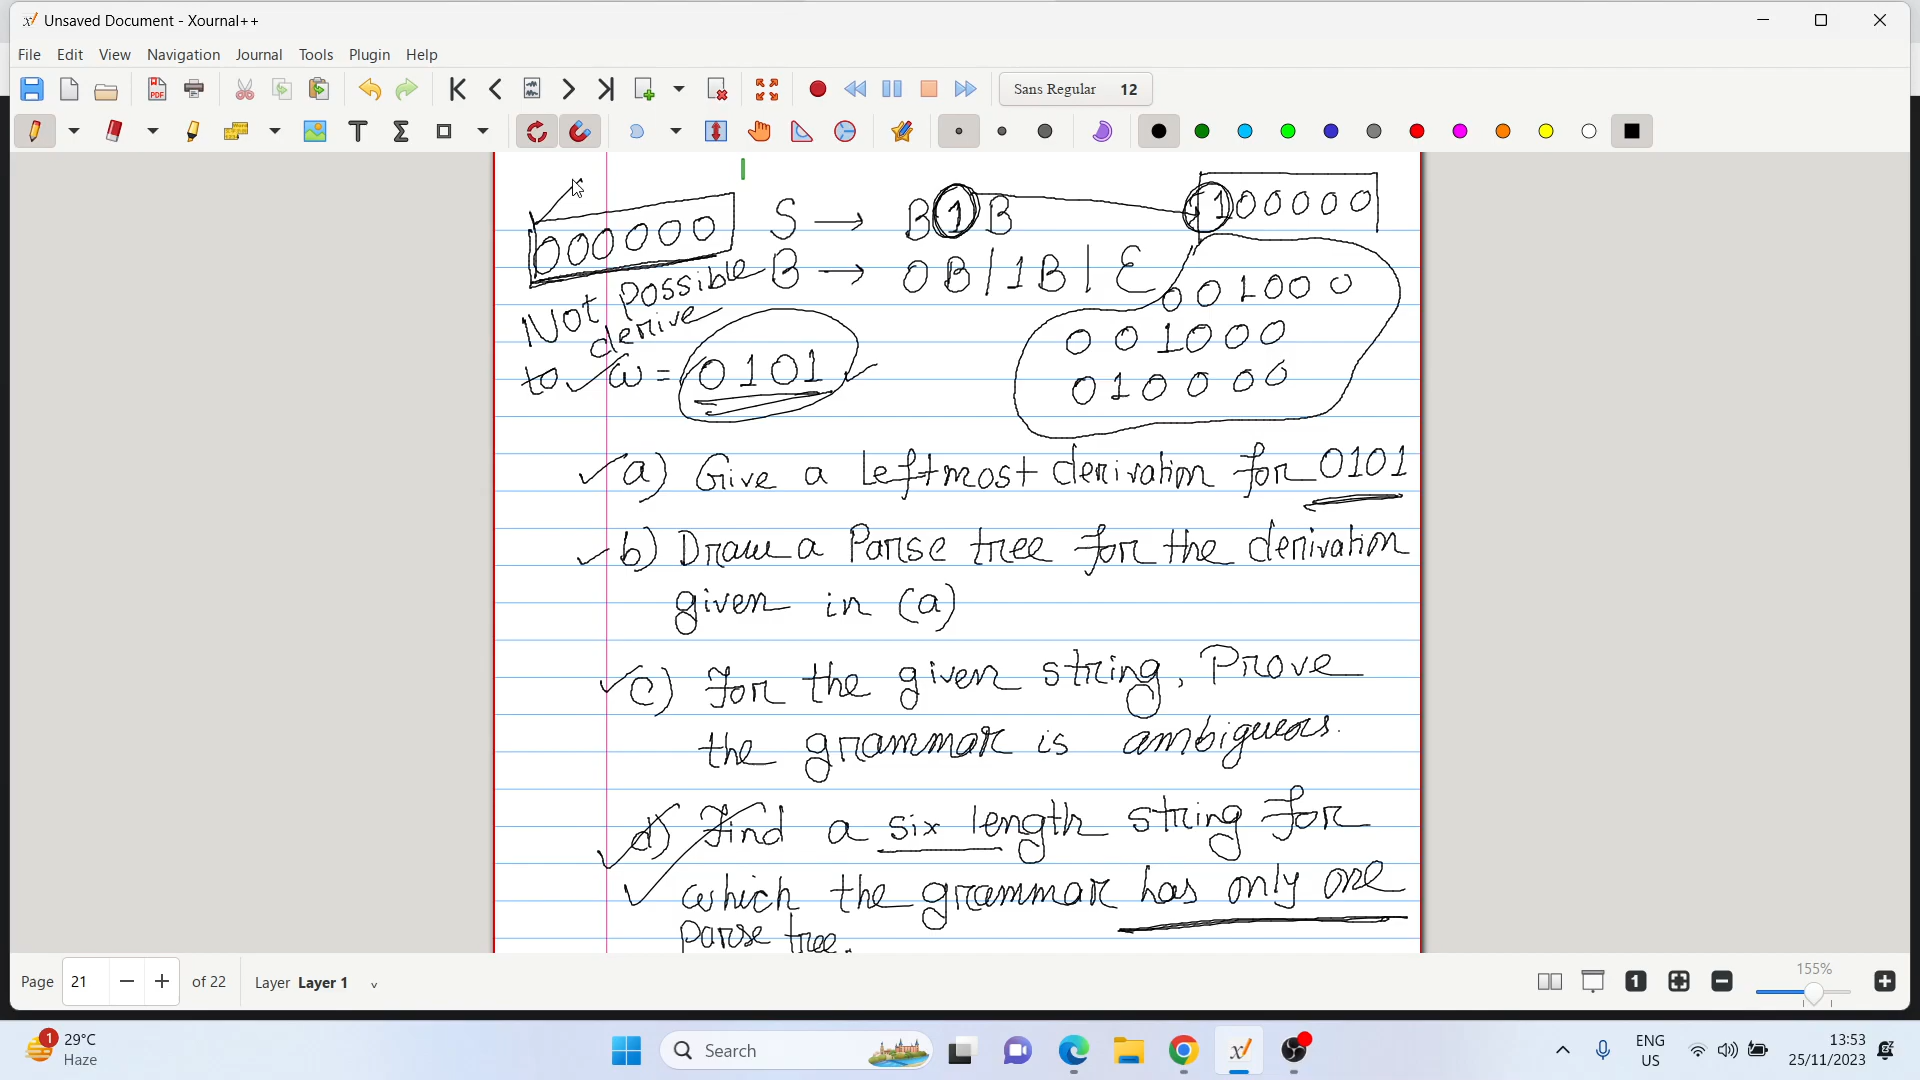 Unsaved Document - Xournal++
File Edit View Navigation Journal Tools Plugin Help
Sans Regular 12
000000 S → B 1 B 100000
B → 0B / 1B / ε
001000
Not Possible
derive
to ω = 0101
001000
010000
a) Give a leftmost derivation for 0101
b) Draw a Parse tree for the derivation
given in (a)
c) For the given string, Prove
the grammar is ambiguous.
d) Find a six length string for
which the grammar has only one
Parse tree.
Page 21 of 22 Layer Layer 1 155%
1
29°C
Haze
Search
ENG
US
13:53
25/11/2023